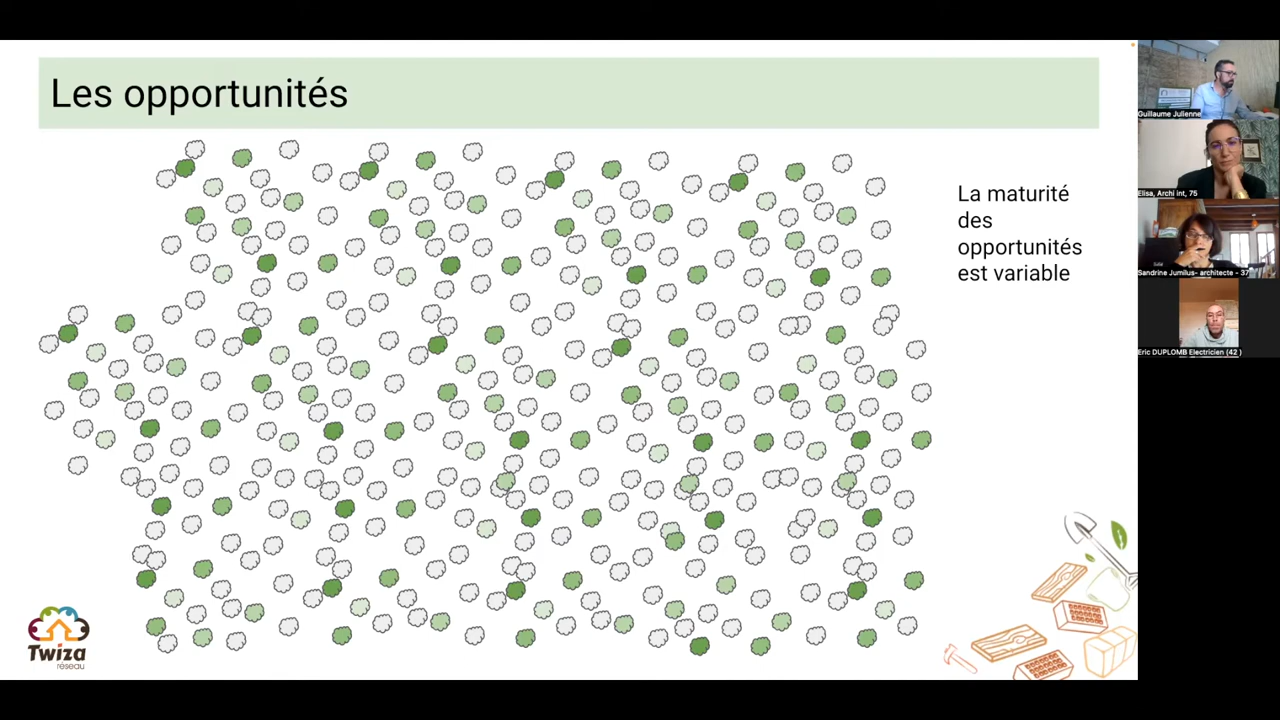 Les opportunités
La maturité
des
opportunités
est variable
Twiza
réseau
Guillaume Julienne
Elisa, Archi int, 75
Sandrine Jumilus- architecte - 37
Eric DUPLOMB Electricien (42 )